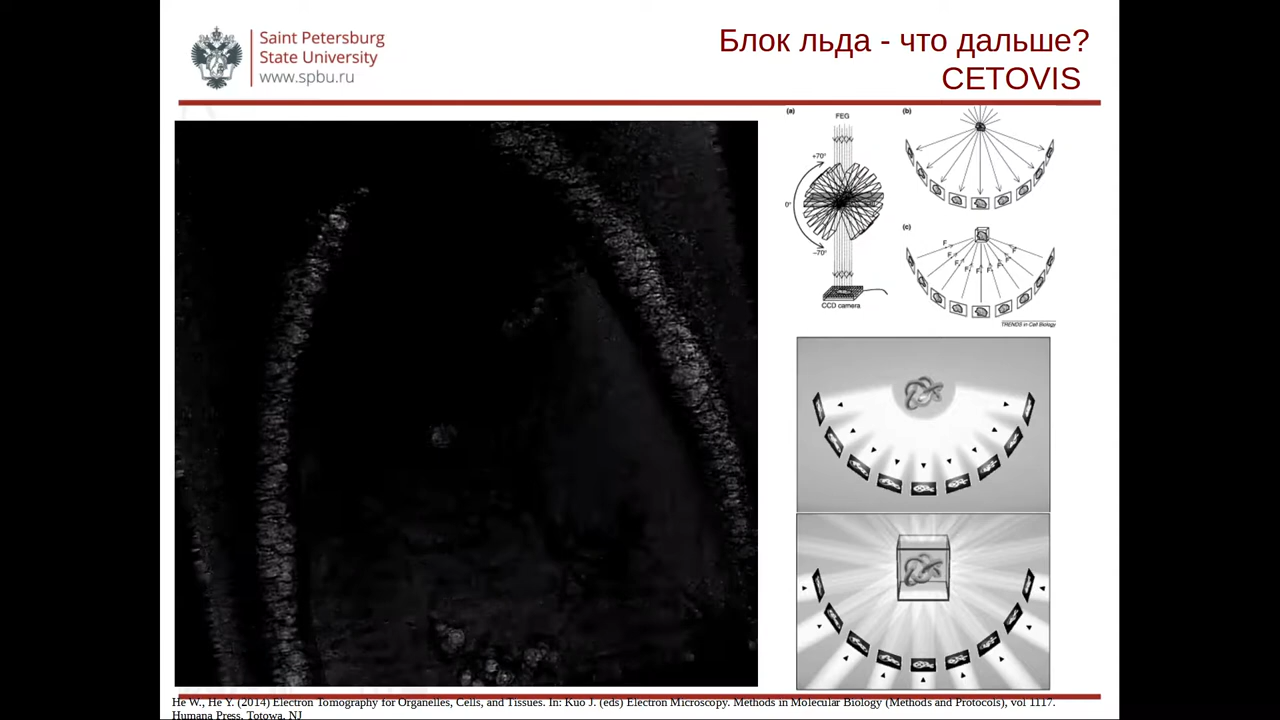 Saint Petersburg
State University
www.spbu.ru
Блок льда - что дальше?
CETOVIS
(a)
FEG
+70°
0°
–70°
CCD camera
(b)
(c)
F
F
F
F
F
F
F
F
TRENDS in Cell Biology
He W., He Y. (2014) Electron Tomography for Organelles, Cells, and Tissues. In: Kuo J. (eds) Electron Microscopy. Methods in Molecular Biology (Methods and Protocols), vol 1117.
Humana Press, Totowa, NJ